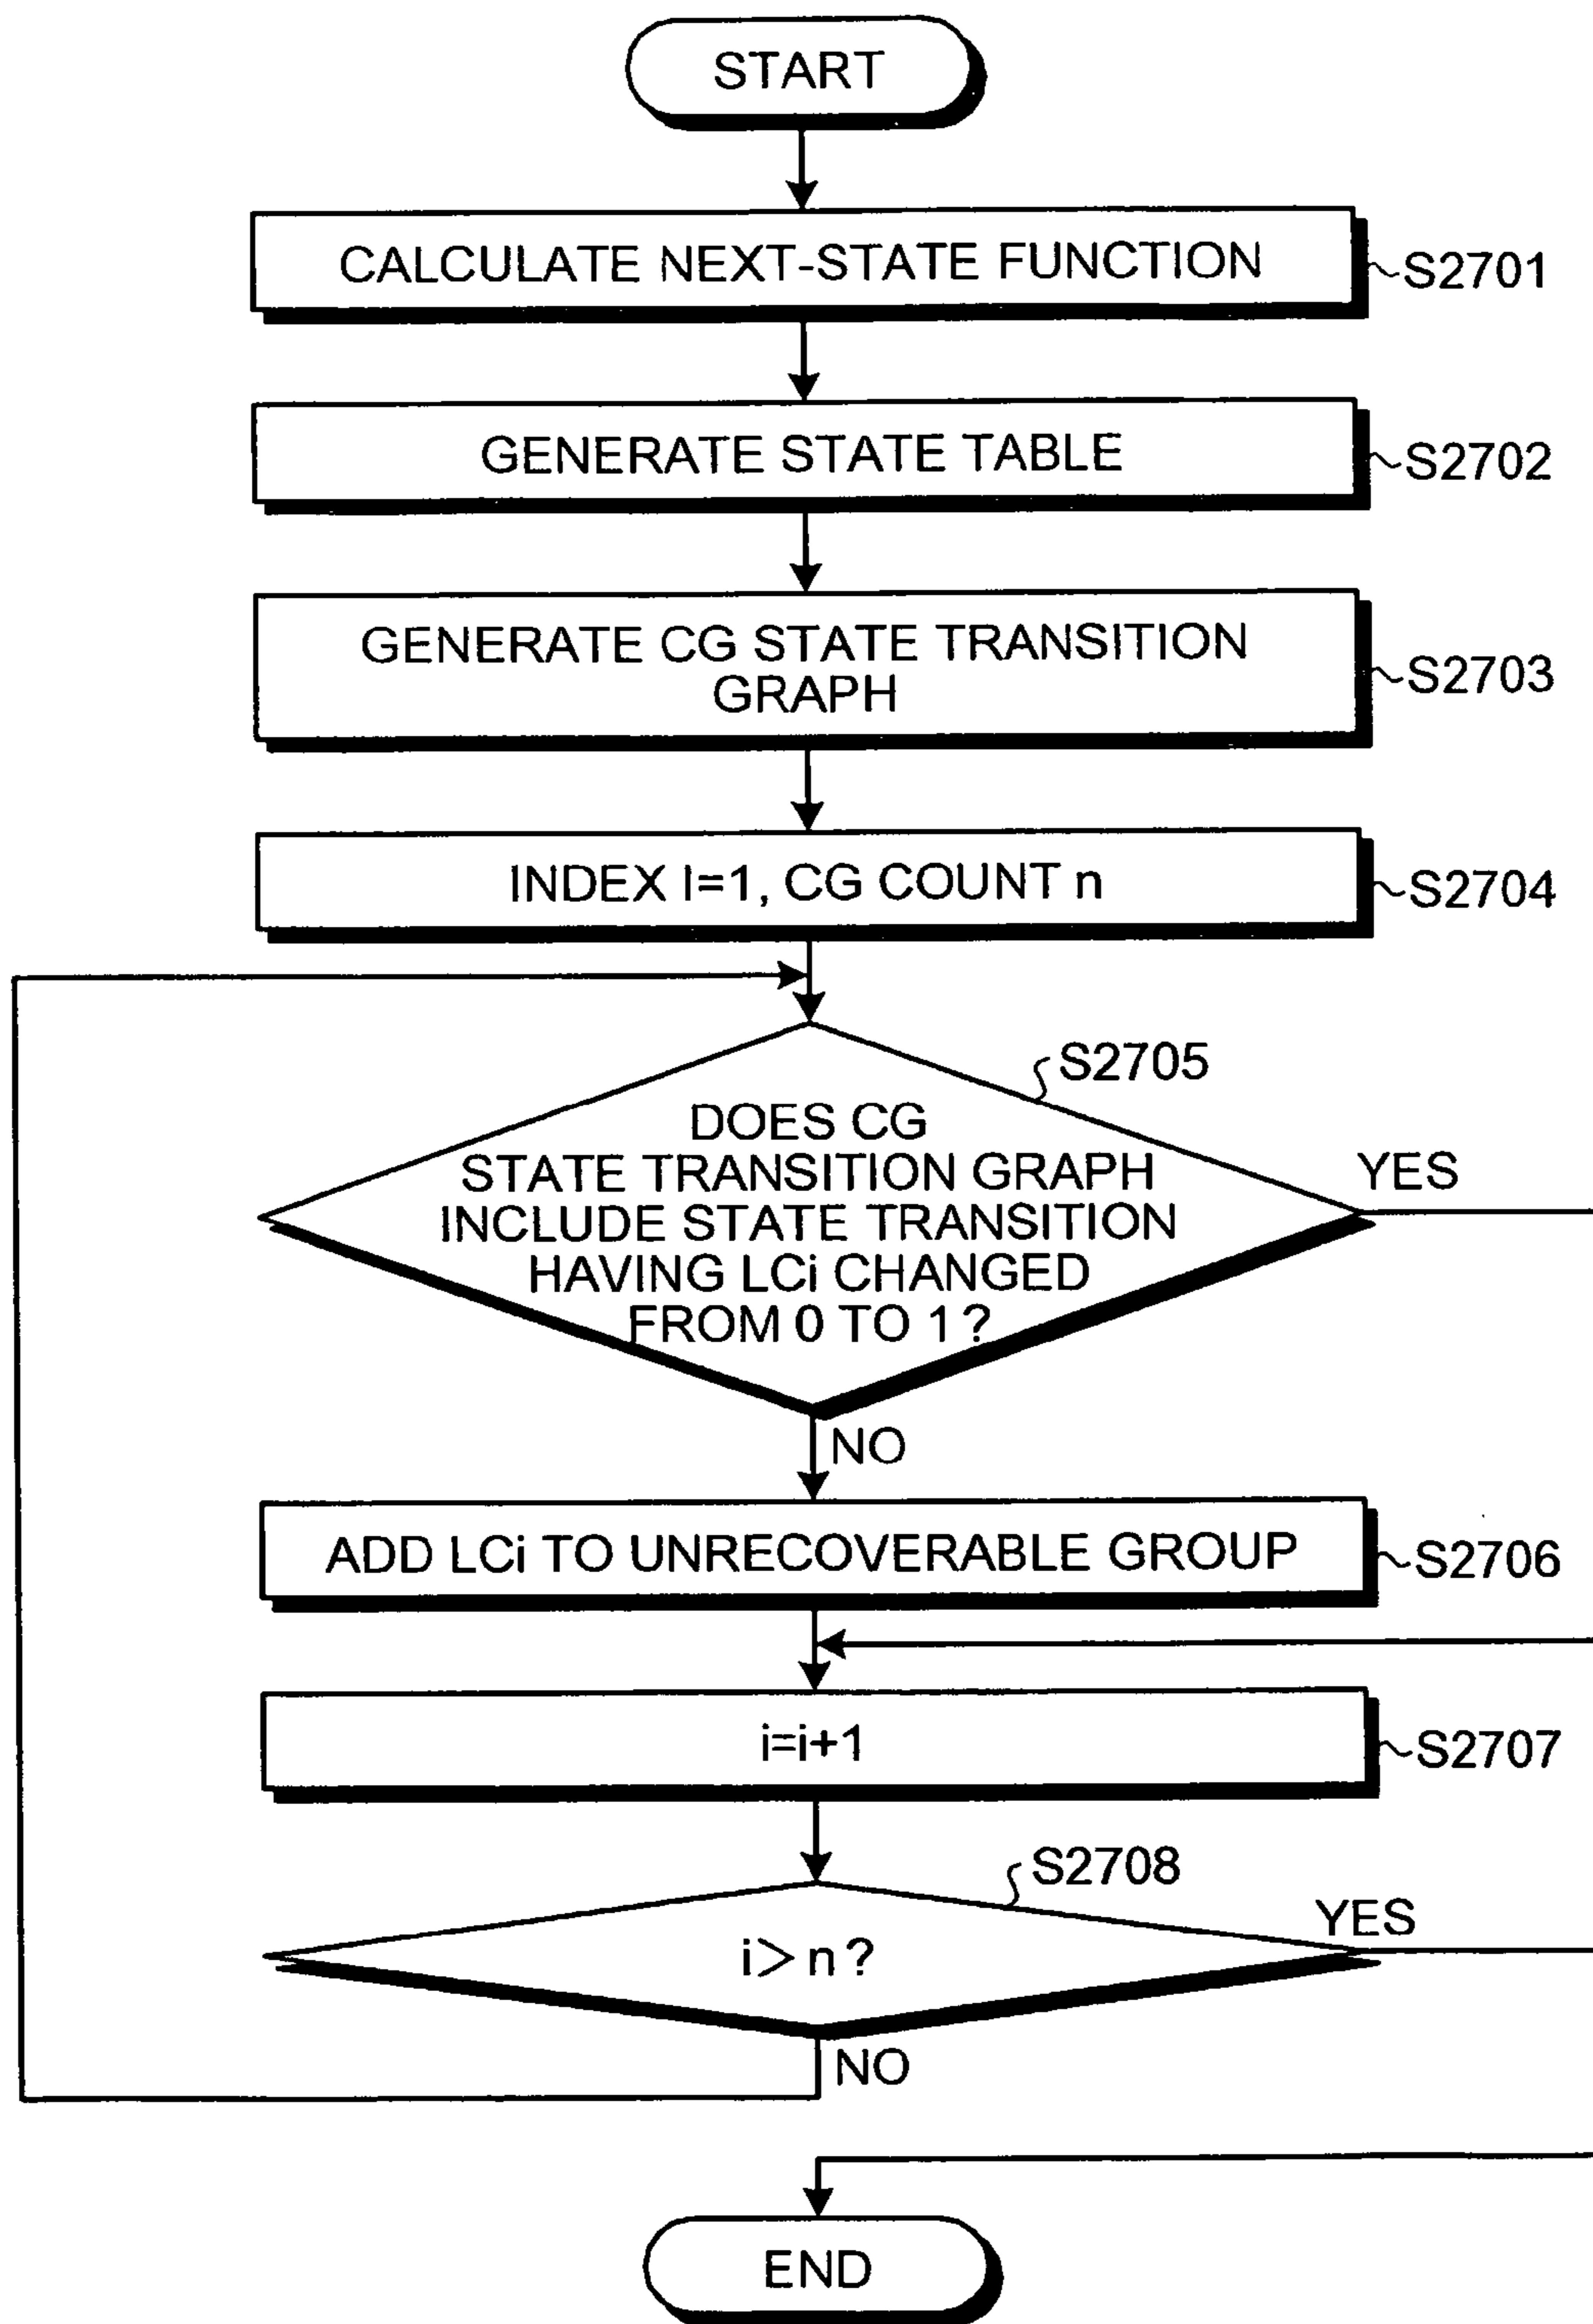 START
CALCULATE NEXT-STATE FUNCTION
S2701
GENERATE STATE TABLE
S2702
GENERATE CG STATE TRANSITION
GRAPH
S2703
INDEX I=1, CG COUNT n
S2704
S2705
DOES CG
STATE TRANSITION GRAPH
INCLUDE STATE TRANSITION
HAVING LCi CHANGED
FROM 0 TO 1?
YES
NO
ADD LCi TO UNRECOVERABLE GROUP
S2706
i=i+1
S2707
S2708
i>n?
YES
NO
END